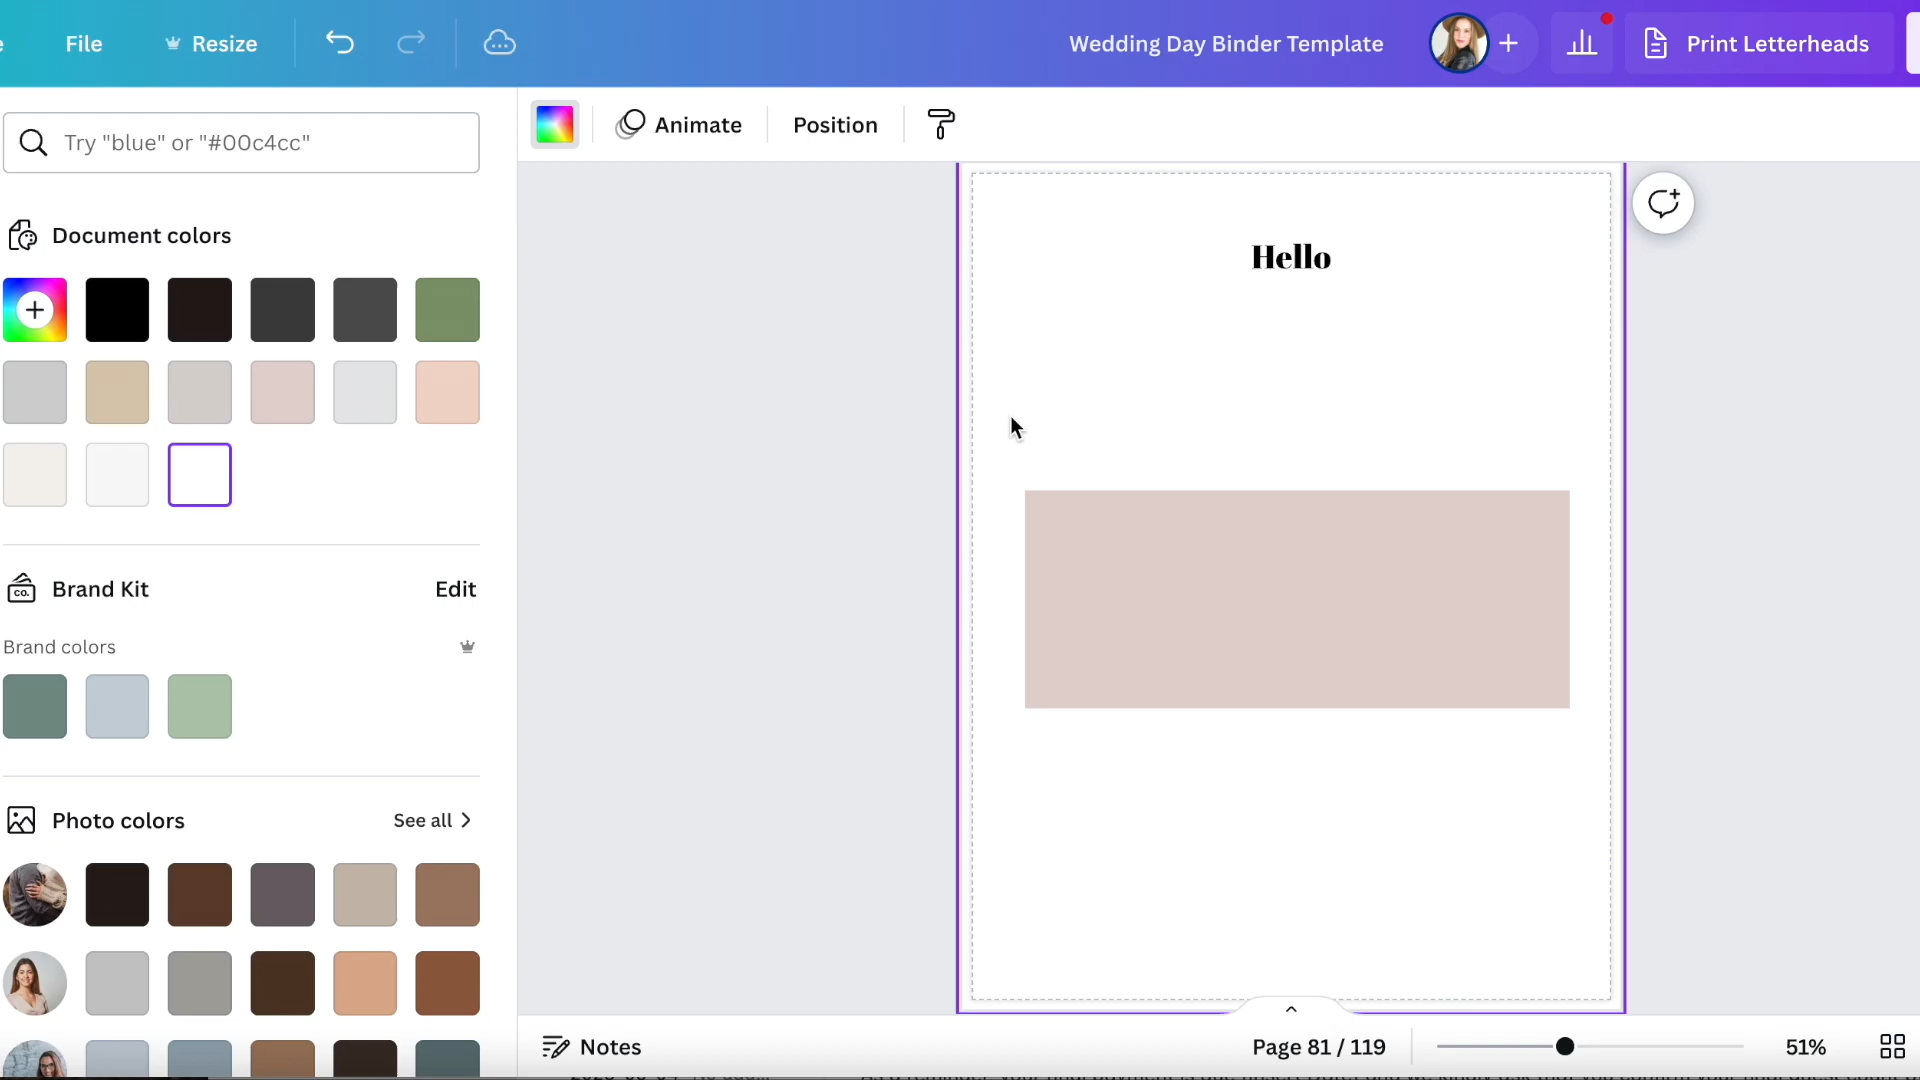 File
Resize
Wedding Day Binder Template
Print Letterheads
Try "blue" or "#00c4cc"
Animate
Position
Document colors
Hello
Brand Kit
Edit
co.
Brand colors
Photo colors
See all
Notes
Page 81 / 119
51%